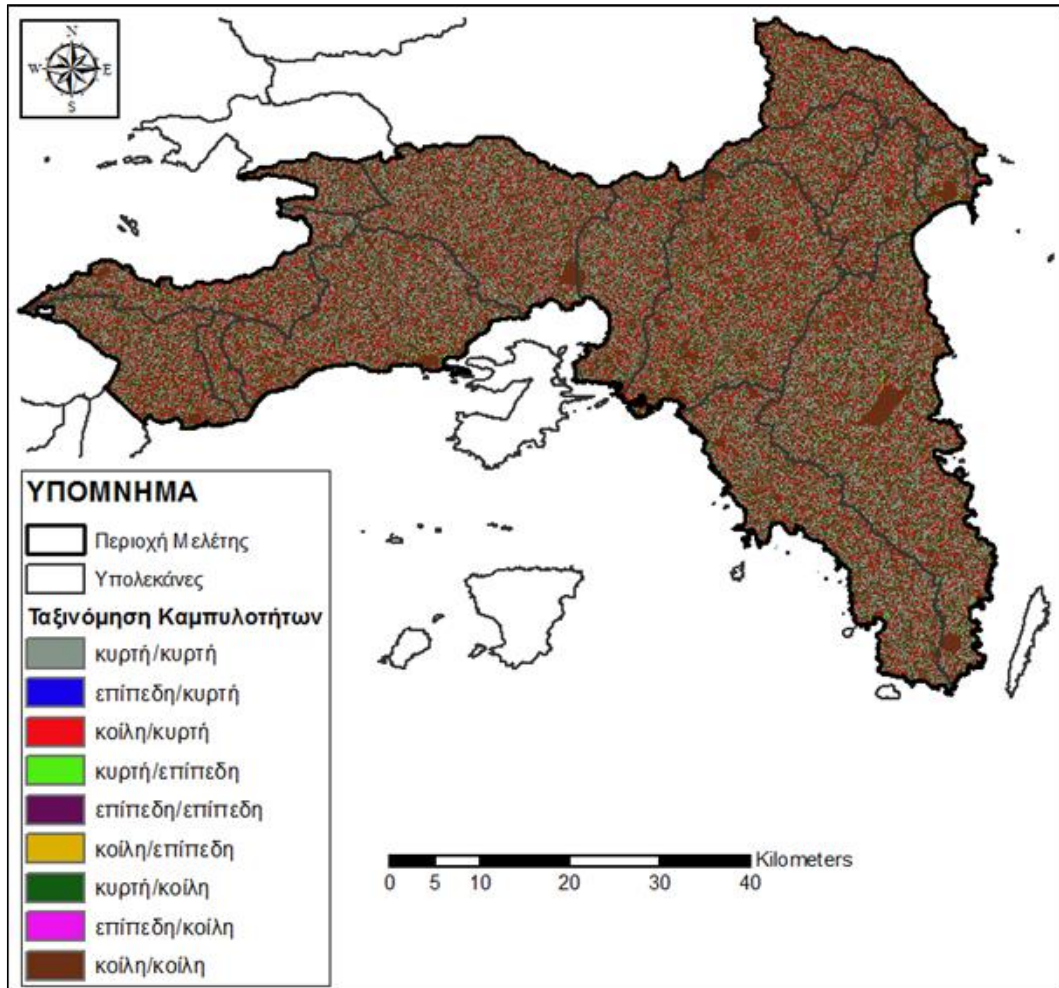 N
W E
S
ΥΠΟΜΝΗΜΑ
Περιοχή Μελέτης
Υπολεκάνες
Ταξινόμηση Καμπυλοτήτων
κυρτή/κυρτή
επίπεδη/κυρτή
κοίλη/κυρτή
κυρτή/επίπεδη
επίπεδη/επίπεδη
κοίλη/επίπεδη
κυρτή/κοίλη
επίπεδη/κοίλη
κοίλη/κοίλη
Kilometers
0 5 10 20 30 40